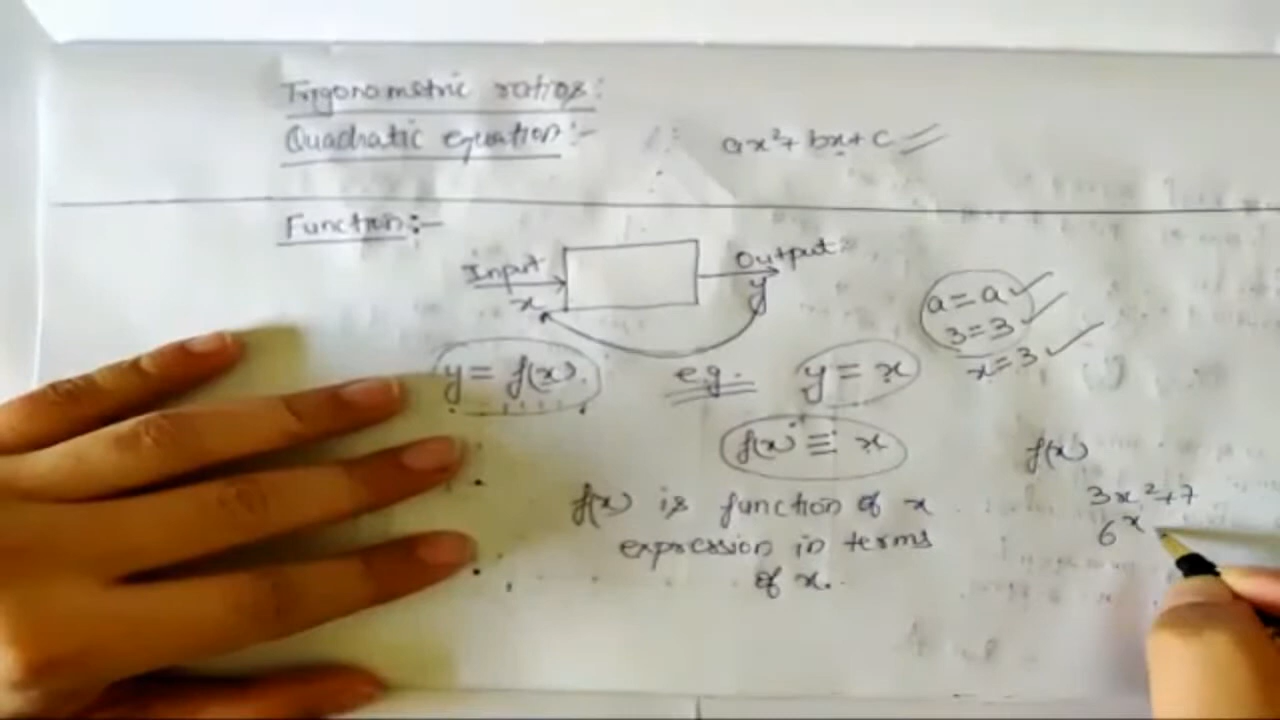 Trigonometric ratios:
Quadratic equation:- ax²+bx+c
Function:-
Input Output:
x y
a=a
3=3
x=3
y = f(x). eg. y = x
f(x) ≡ x
f(x)
f(x) is function of x
3x²+7
6ˣ
expression in terms
of x.